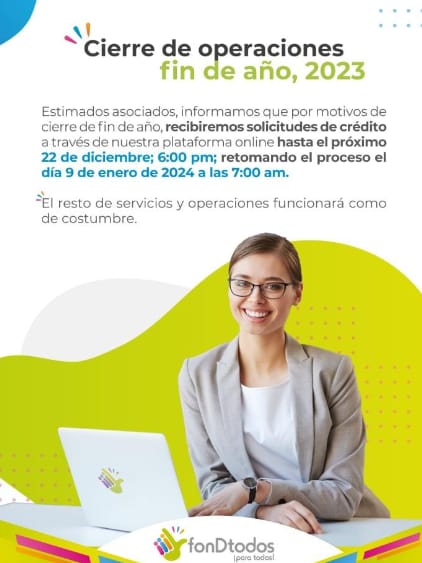 Cierre de operaciones
fin de año, 2023
Estimados asociados, informamos que por motivos de
cierre de fin de año, recibiremos solicitudes de crédito
a través de nuestra plataforma online hasta el próximo
22 de diciembre; 6:00 pm; retomando el proceso el
día 9 de enero de 2024 a las 7:00 am.
El resto de servicios y operaciones funcionará como
de costumbre.
fonDtodos
¡para todos!